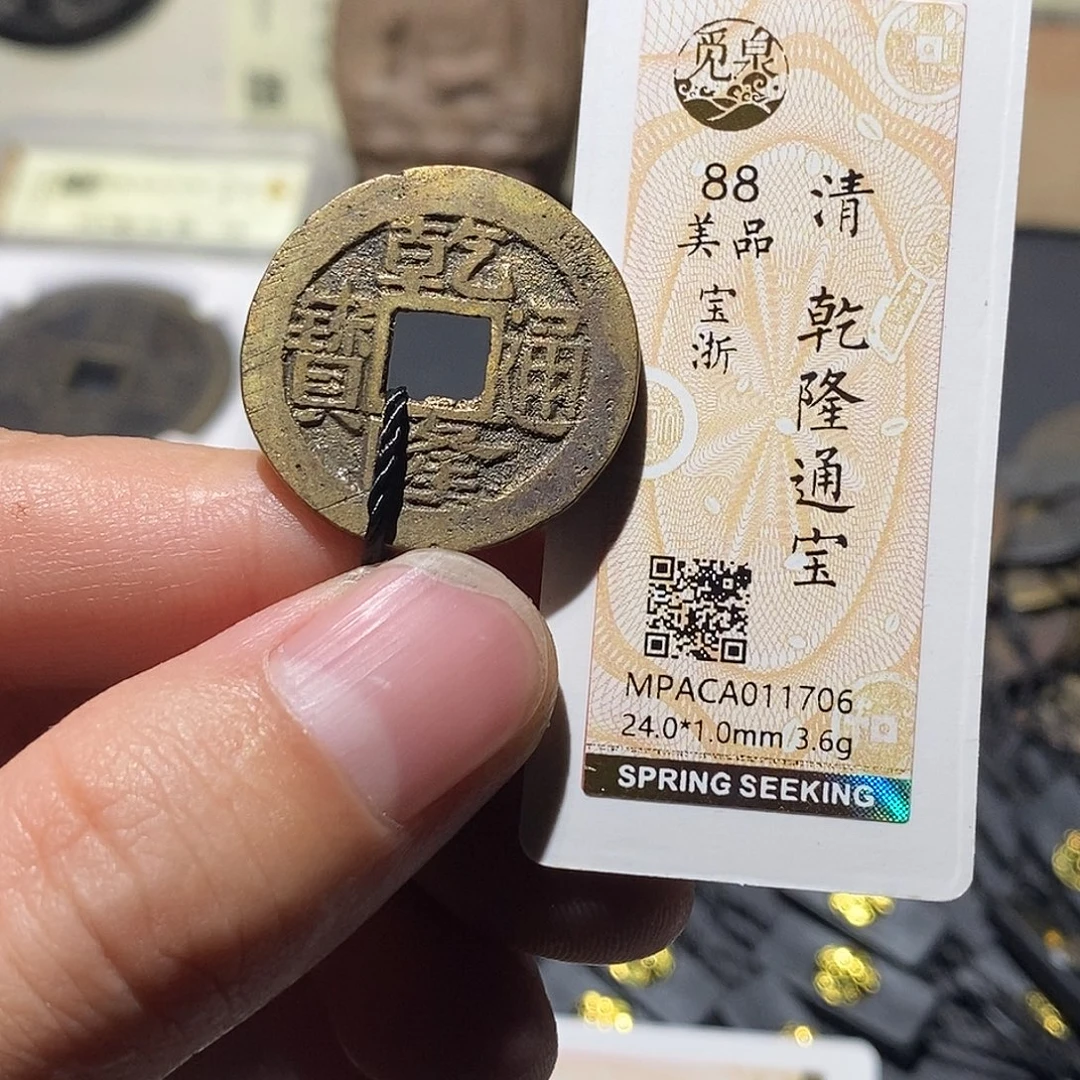 乾隆通寶
觅泉
清 乾隆通宝
88
美品
宝浙
MPACA011706
24.0*1.0mm/3.6g
SPRING SEEKING